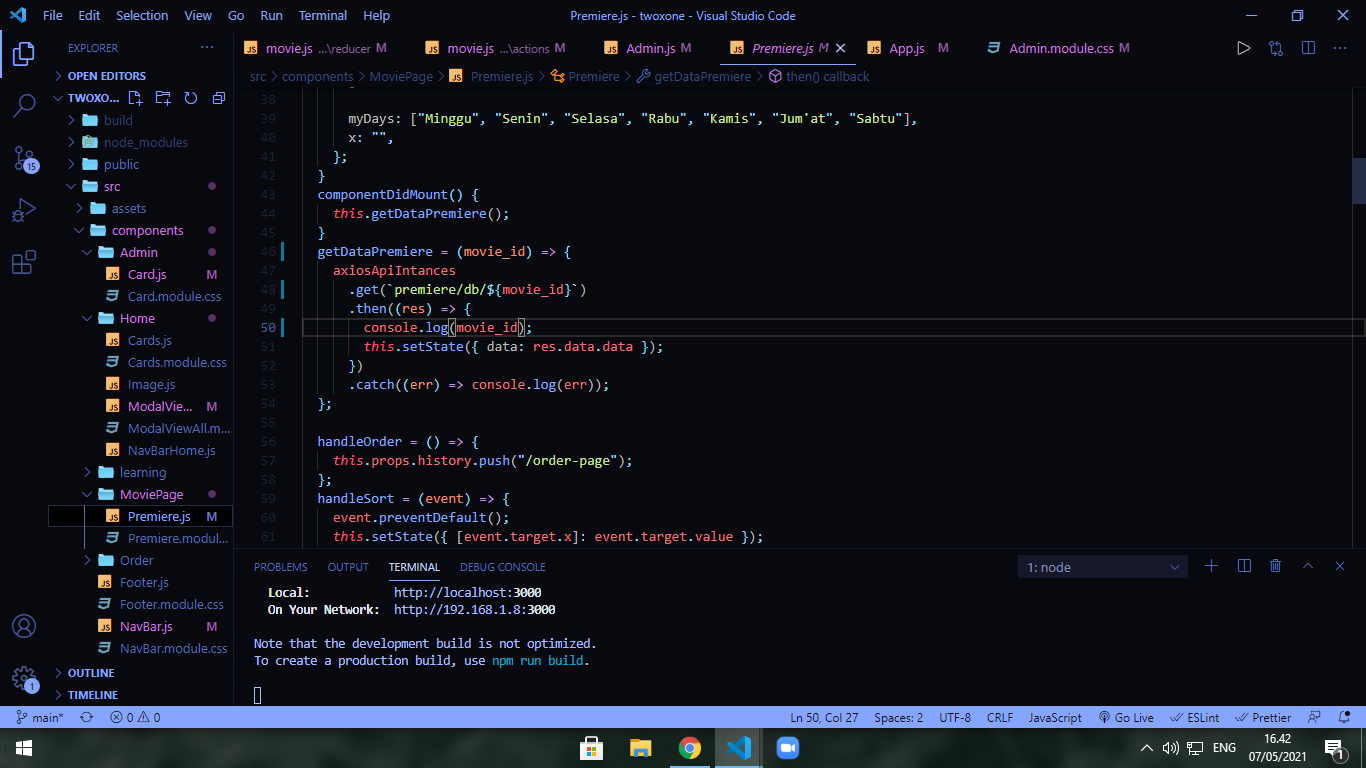 File Edit Selection View Go Run Terminal Help Premiere.js - twoxone - Visual Studio Code
EXPLORER
OPEN EDITORS
TWOXO...
build
node_modules
public
src
assets
components
Admin
Card.js M
Card.module.css
Home
Cards.js
Cards.module.css
Image.js
ModalVie... M
ModalViewAll.m...
NavBarHome.js
learning
MoviePage
Premiere.js M
Premiere.modul...
Order
Footer.js
Footer.module.css
NavBar.js M
NavBar.module.css
OUTLINE
TIMELINE
15
1
movie.js ...\reducer M movie.js ...\actions M Admin.js M Premiere.js M App.js M Admin.module.css M
src > components > MoviePage > JS Premiere.js > Premiere > getDataPremiere > then() callback
38
39 myDays: ["Minggu", "Senin", "Selasa", "Rabu", "Kamis", "Jum'at", "Sabtu"],
40 x: "",
41 };
42 }
43 componentDidMount() {
44 this.getDataPremiere();
45 }
46 getDataPremiere = (movie_id) => {
47 axiosApiIntances
48 .get(`premiere/db/${movie_id}`)
49 .then((res) => {
50 console.log(movie_id);
51 this.setState({ data: res.data.data });
52 })
53 .catch((err) => console.log(err));
54 };
55
56 handleOrder = () => {
57 this.props.history.push("/order-page");
58 };
59 handleSort = (event) => {
60 event.preventDefault();
61 this.setState({ [event.target.x]: event.target.value });
PROBLEMS OUTPUT TERMINAL DEBUG CONSOLE 1: node
Local: http://localhost:3000
On Your Network: http://192.168.1.8:3000
Note that the development build is not optimized.
To create a production build, use npm run build.
main* 0 0 Ln 50, Col 27 Spaces: 2 UTF-8 CRLF JavaScript Go Live ESLint Prettier
ENG 16.42
07/05/2021 1